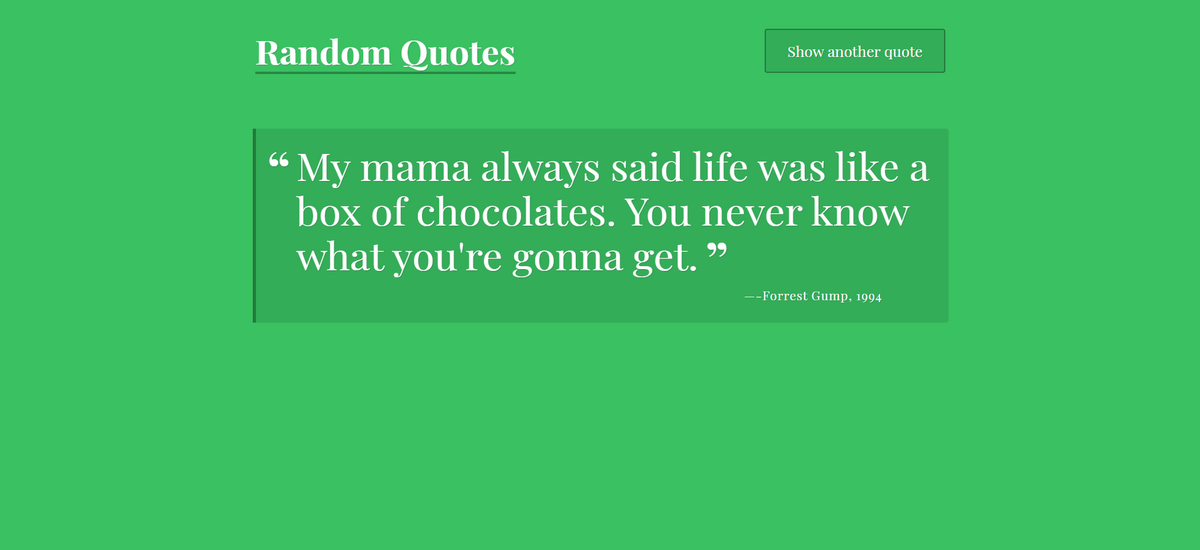 Random Quotes
Show another quote
“ My mama always said life was like a
box of chocolates. You never know
what you're gonna get. ”
—-Forrest Gump, 1994